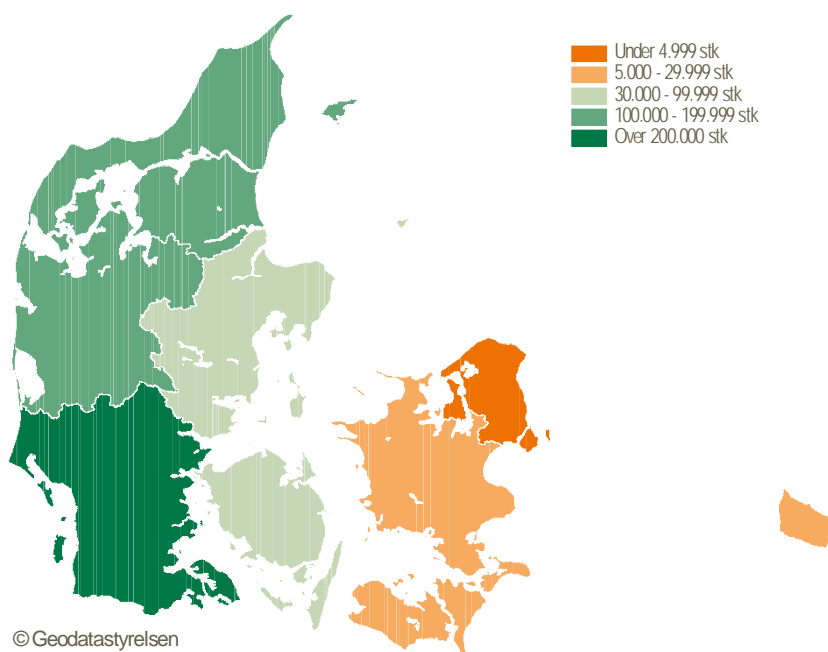 Under 4.999 stk
5.000 - 29.999 stk
30.000 - 99.999 stk
100.000 - 199.999 stk
Over 200.000 stk
© Geodatastyrelsen